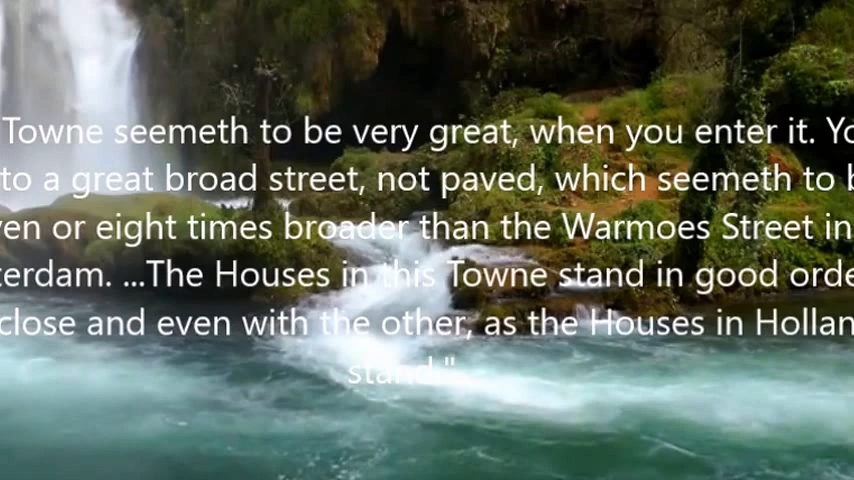 Towne seemeth to be very great, when you enter it. Yo
to a great broad street, not paved, which seemeth to b
ven or eight times broader than the Warmoes Street in
terdam. ...The Houses in this Towne stand in good orde
close and even with the other, as the Houses in Hollan
stand."